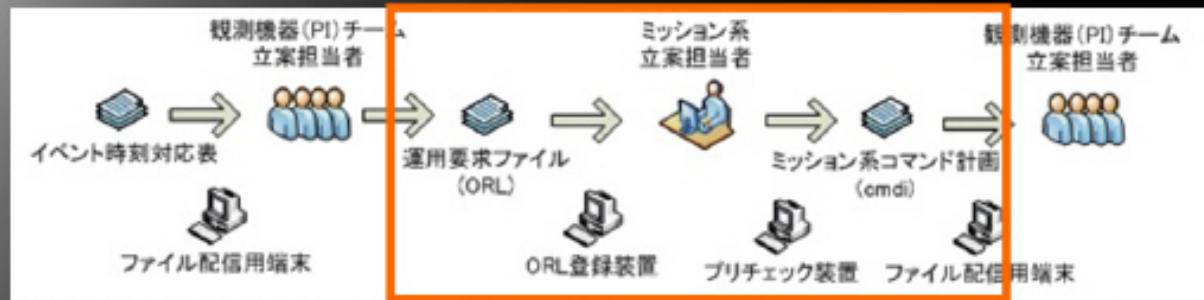 観測機器(PI)チーム
立案担当者
ミッション系
立案担当者
観測機器(PI)チーム
立案担当者
イベント時刻対応表
運用要求ファイル
(ORL)
ミッション系コマンド計画
(cmdi)
ファイル配信用端末
ORL登録装置
プリチェック装置
ファイル配信用端末